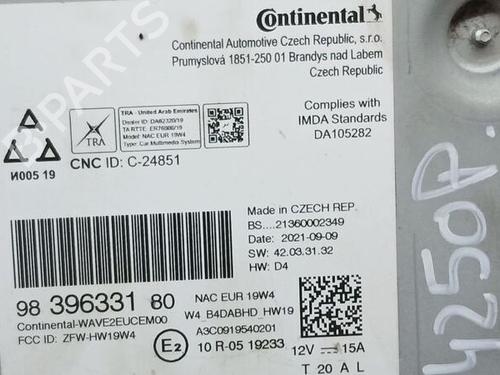 Continental
Continental Automotive Czech Republic, s.r.o.
Prumyslová 1851-250 01 Brandys nad Labem
Czech Republic
TRA - United Arab Emirates
Dealer ID: DA82320/19
TA RTTE: ER76986/19
Model: NAC EUR 19W4
Type: Car Multimedia System
TRA
Complies with
IMDA Standards
DA105282
CNC ID: C-24851
И005 19
Made in CZECH REP.
BS....21360002349
Date: 2021-09-09
SW: 42.03.31.32
HW: D4
98 396331 80
NAC EUR 19W4
Continental-WAVE2EUCEM00
W4_B4DABHD_HW19
FCC ID: ZFW-HW19W4
A3C0919540201
E2
10 R-05 19233
12V 15A
T 20 A L
4250A.
B PARTS